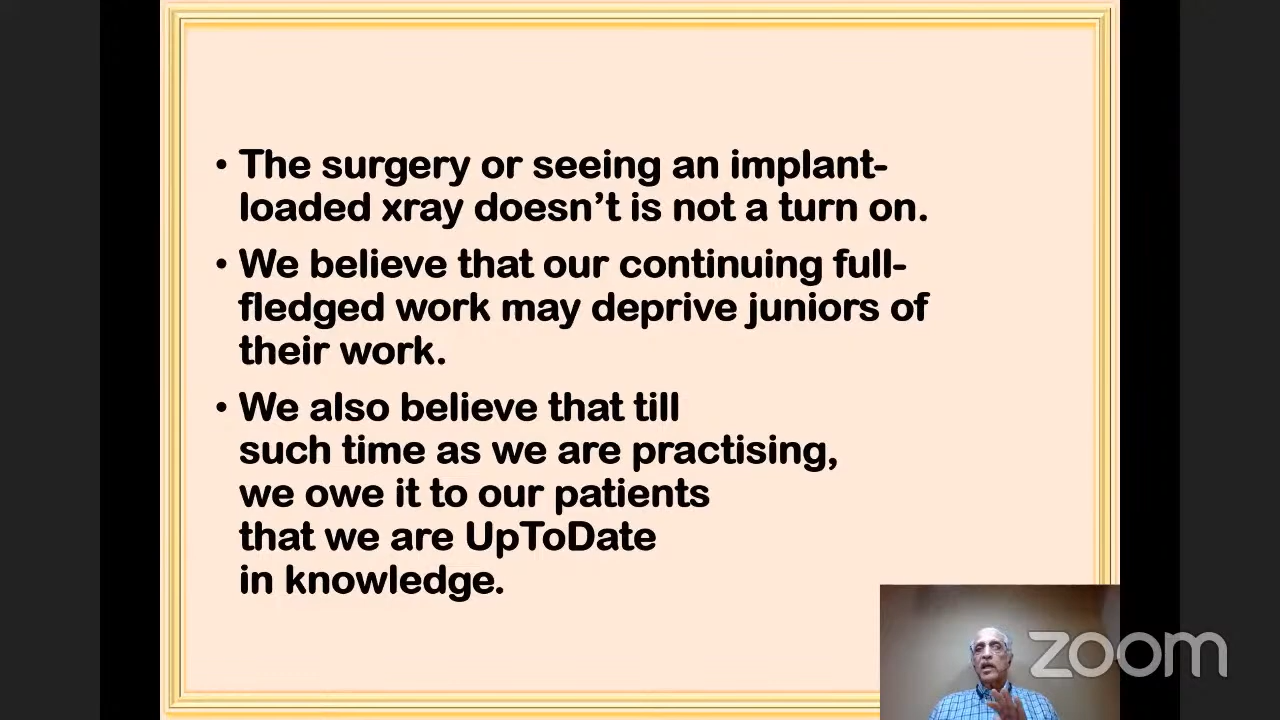 • The surgery or seeing an implant-
loaded xray doesn’t is not a turn on.
• We believe that our continuing full-
fledged work may deprive juniors of
their work.
• We also believe that till
such time as we are practising,
we owe it to our patients
that we are UpToDate
in knowledge.
zoom